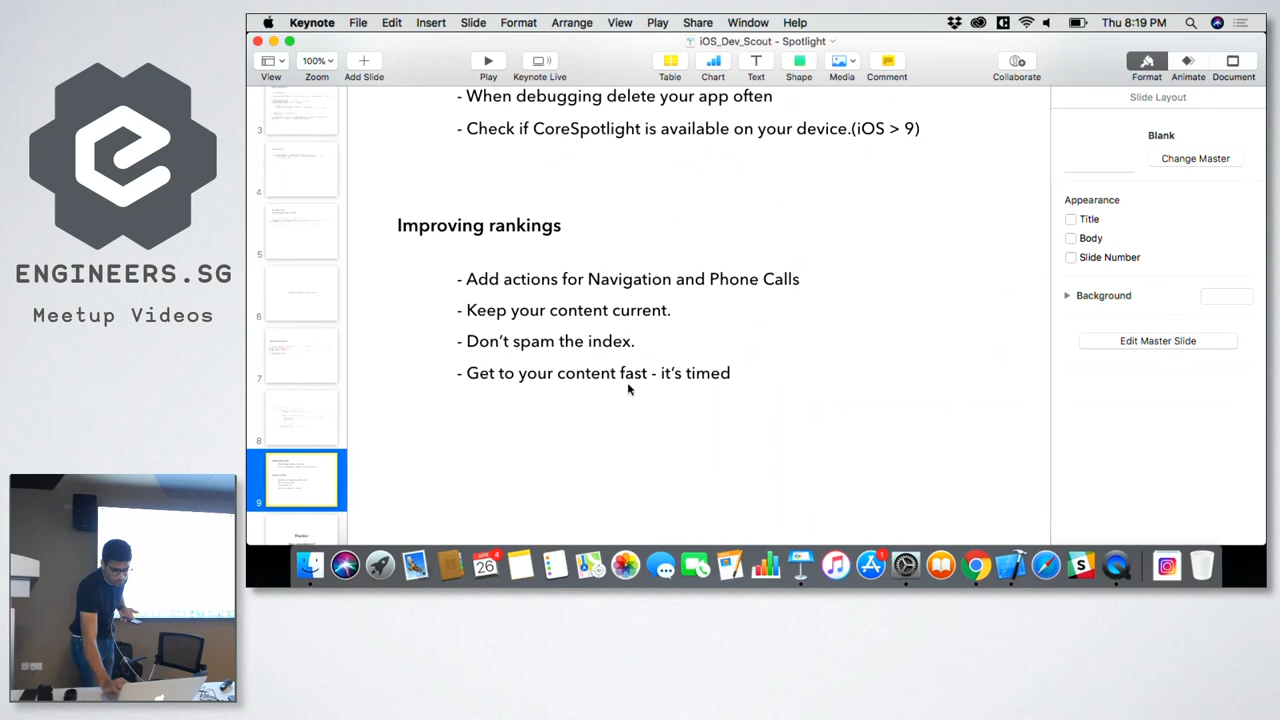 Keynote File Edit Insert Slide Format Arrange View Play Share Window Help Thu 8:19 PM
iOS_Dev_Scout - Spotlight
100%
View Zoom Add Slide Play Keynote Live Table Chart Text Shape Media Comment Collaborate Format Animate Document
3
4
5
6
7
8
9
- When debugging delete your app often
- Check if CoreSpotlight is available on your device.(iOS > 9)
Improving rankings
- Add actions for Navigation and Phone Calls
- Keep your content current.
- Don't spam the index.
- Get to your content fast - it's timed
Slide Layout
Blank
Change Master
Appearance
Title
Body
Slide Number
Background
Edit Master Slide
ENGINEERS.SG
Meetup Videos
APR 4
26
1
S